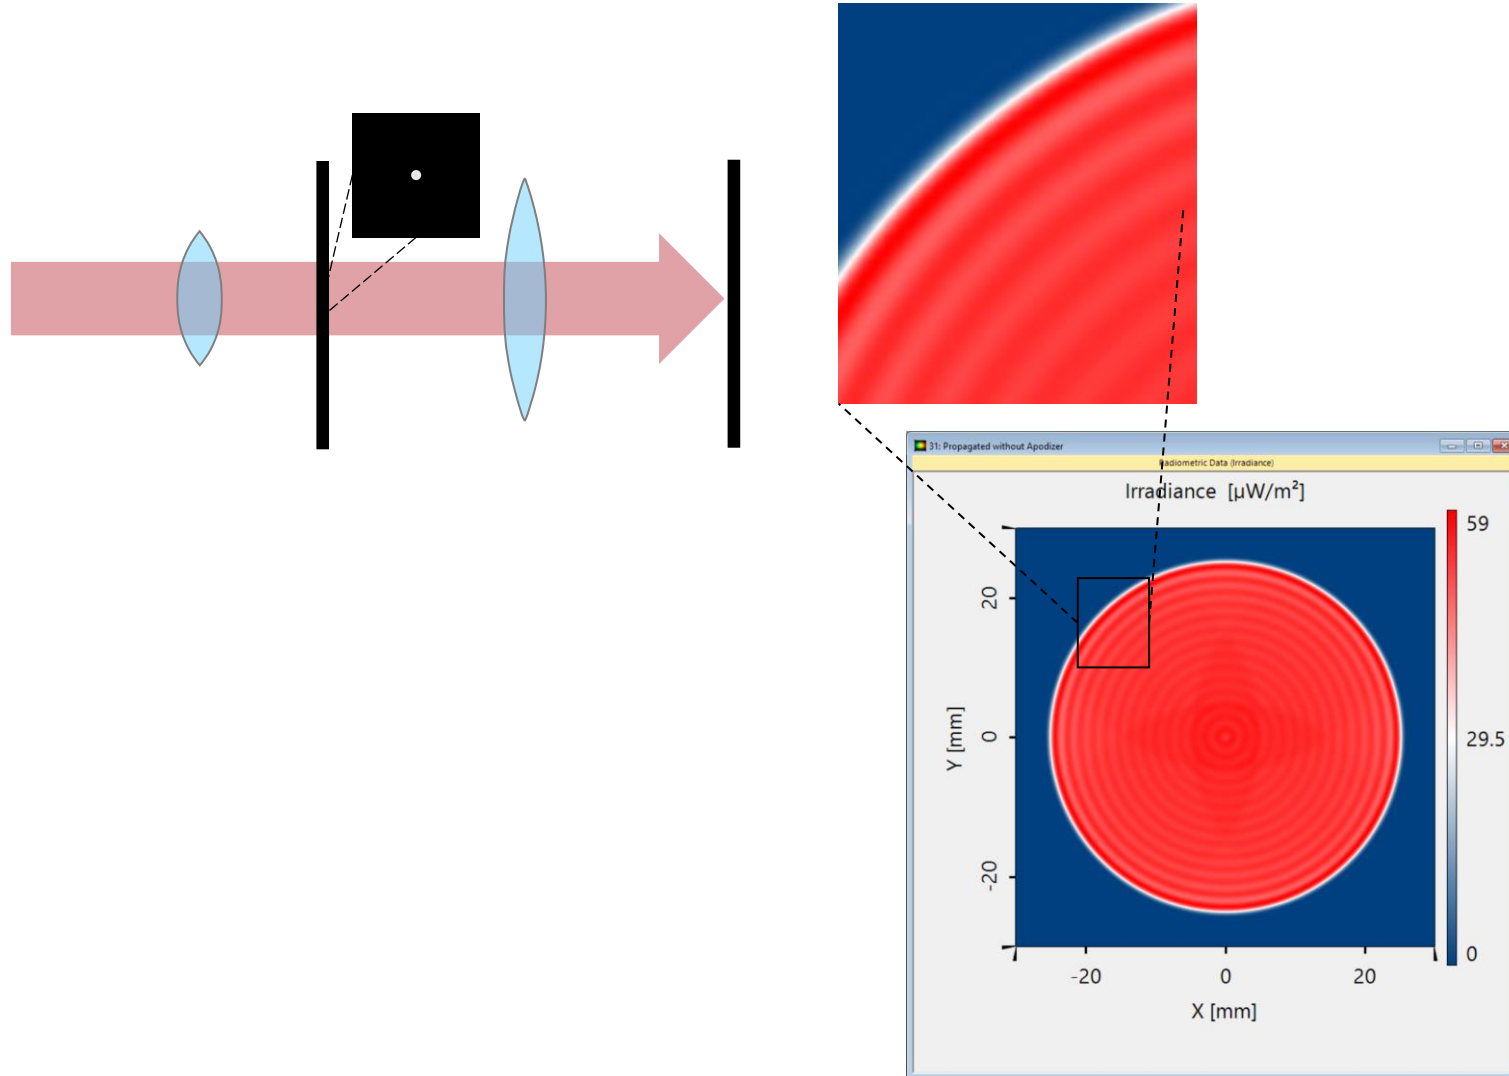 31: Propagated without Apodizer
Radiometric Data (Irradiance)
Irradiance [µW/m²]
59
29.5
0
20
0
-20
Y [mm]
-20
0
20
X [mm]